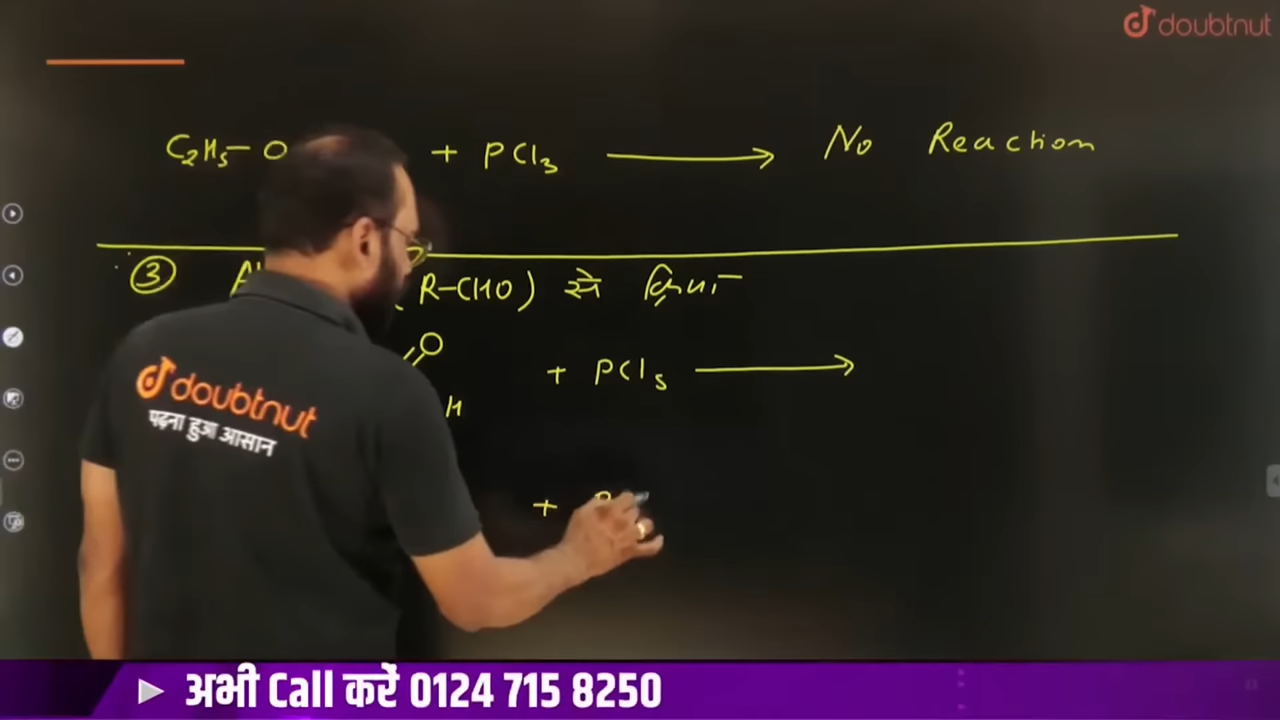 doubtnut
C₂H₅–O + PCl₃ ⟶ No Reaction
③ R–CHO) से क्रिया –
O + PCl₅ ⟶
H
doubtnut
पढ़ना हुआ आसान
+
अभी Call करें 0124 715 8250